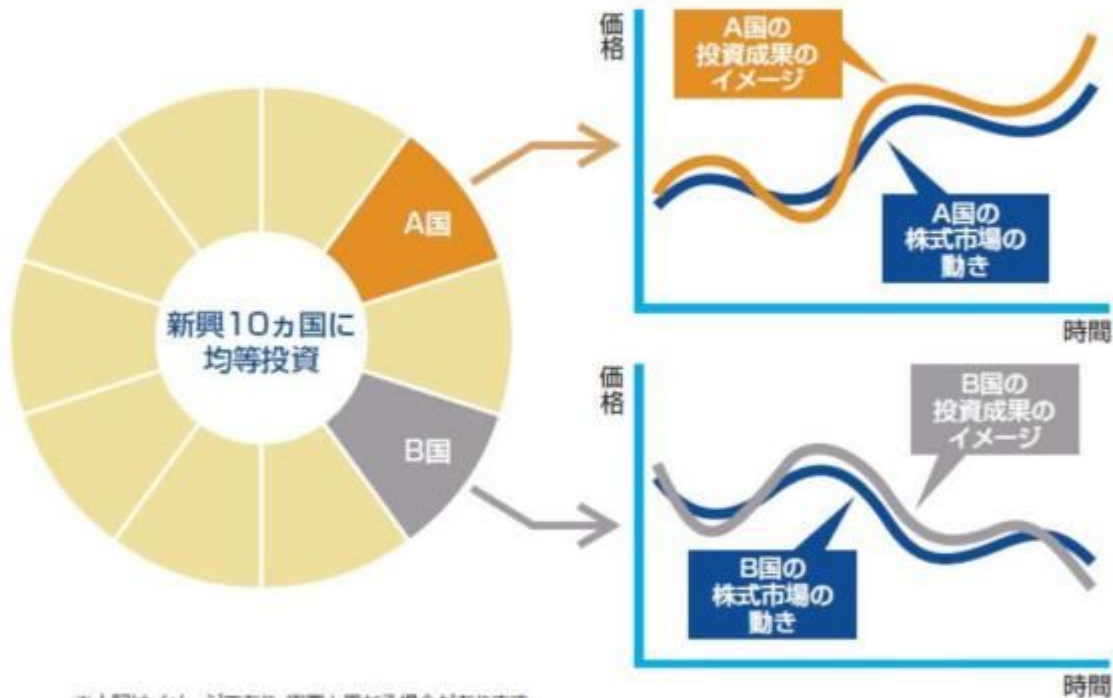 新興10ヵ国に
均等投資
A国
B国
価格
A国の
投資成果の
イメージ
A国の
株式市場の
動き
時間
価格
B国の
投資成果の
イメージ
B国の
株式市場の
動き
時間